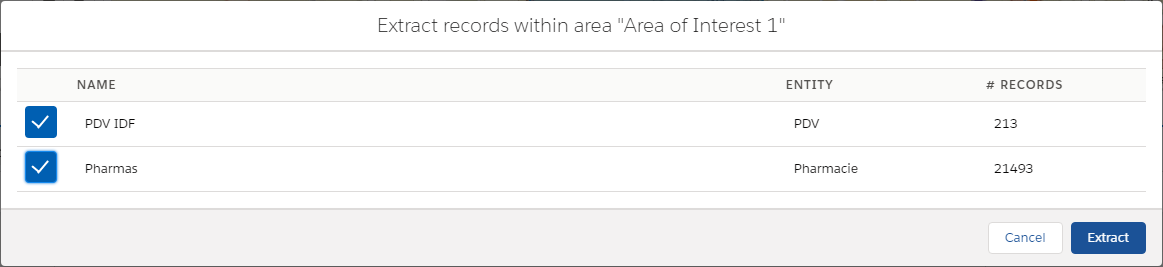 Extract records within area "Area of Interest 1"
NAME ENTITY # RECORDS
PDV IDF PDV 213
Pharmas Pharmacie 21493
Cancel Extract